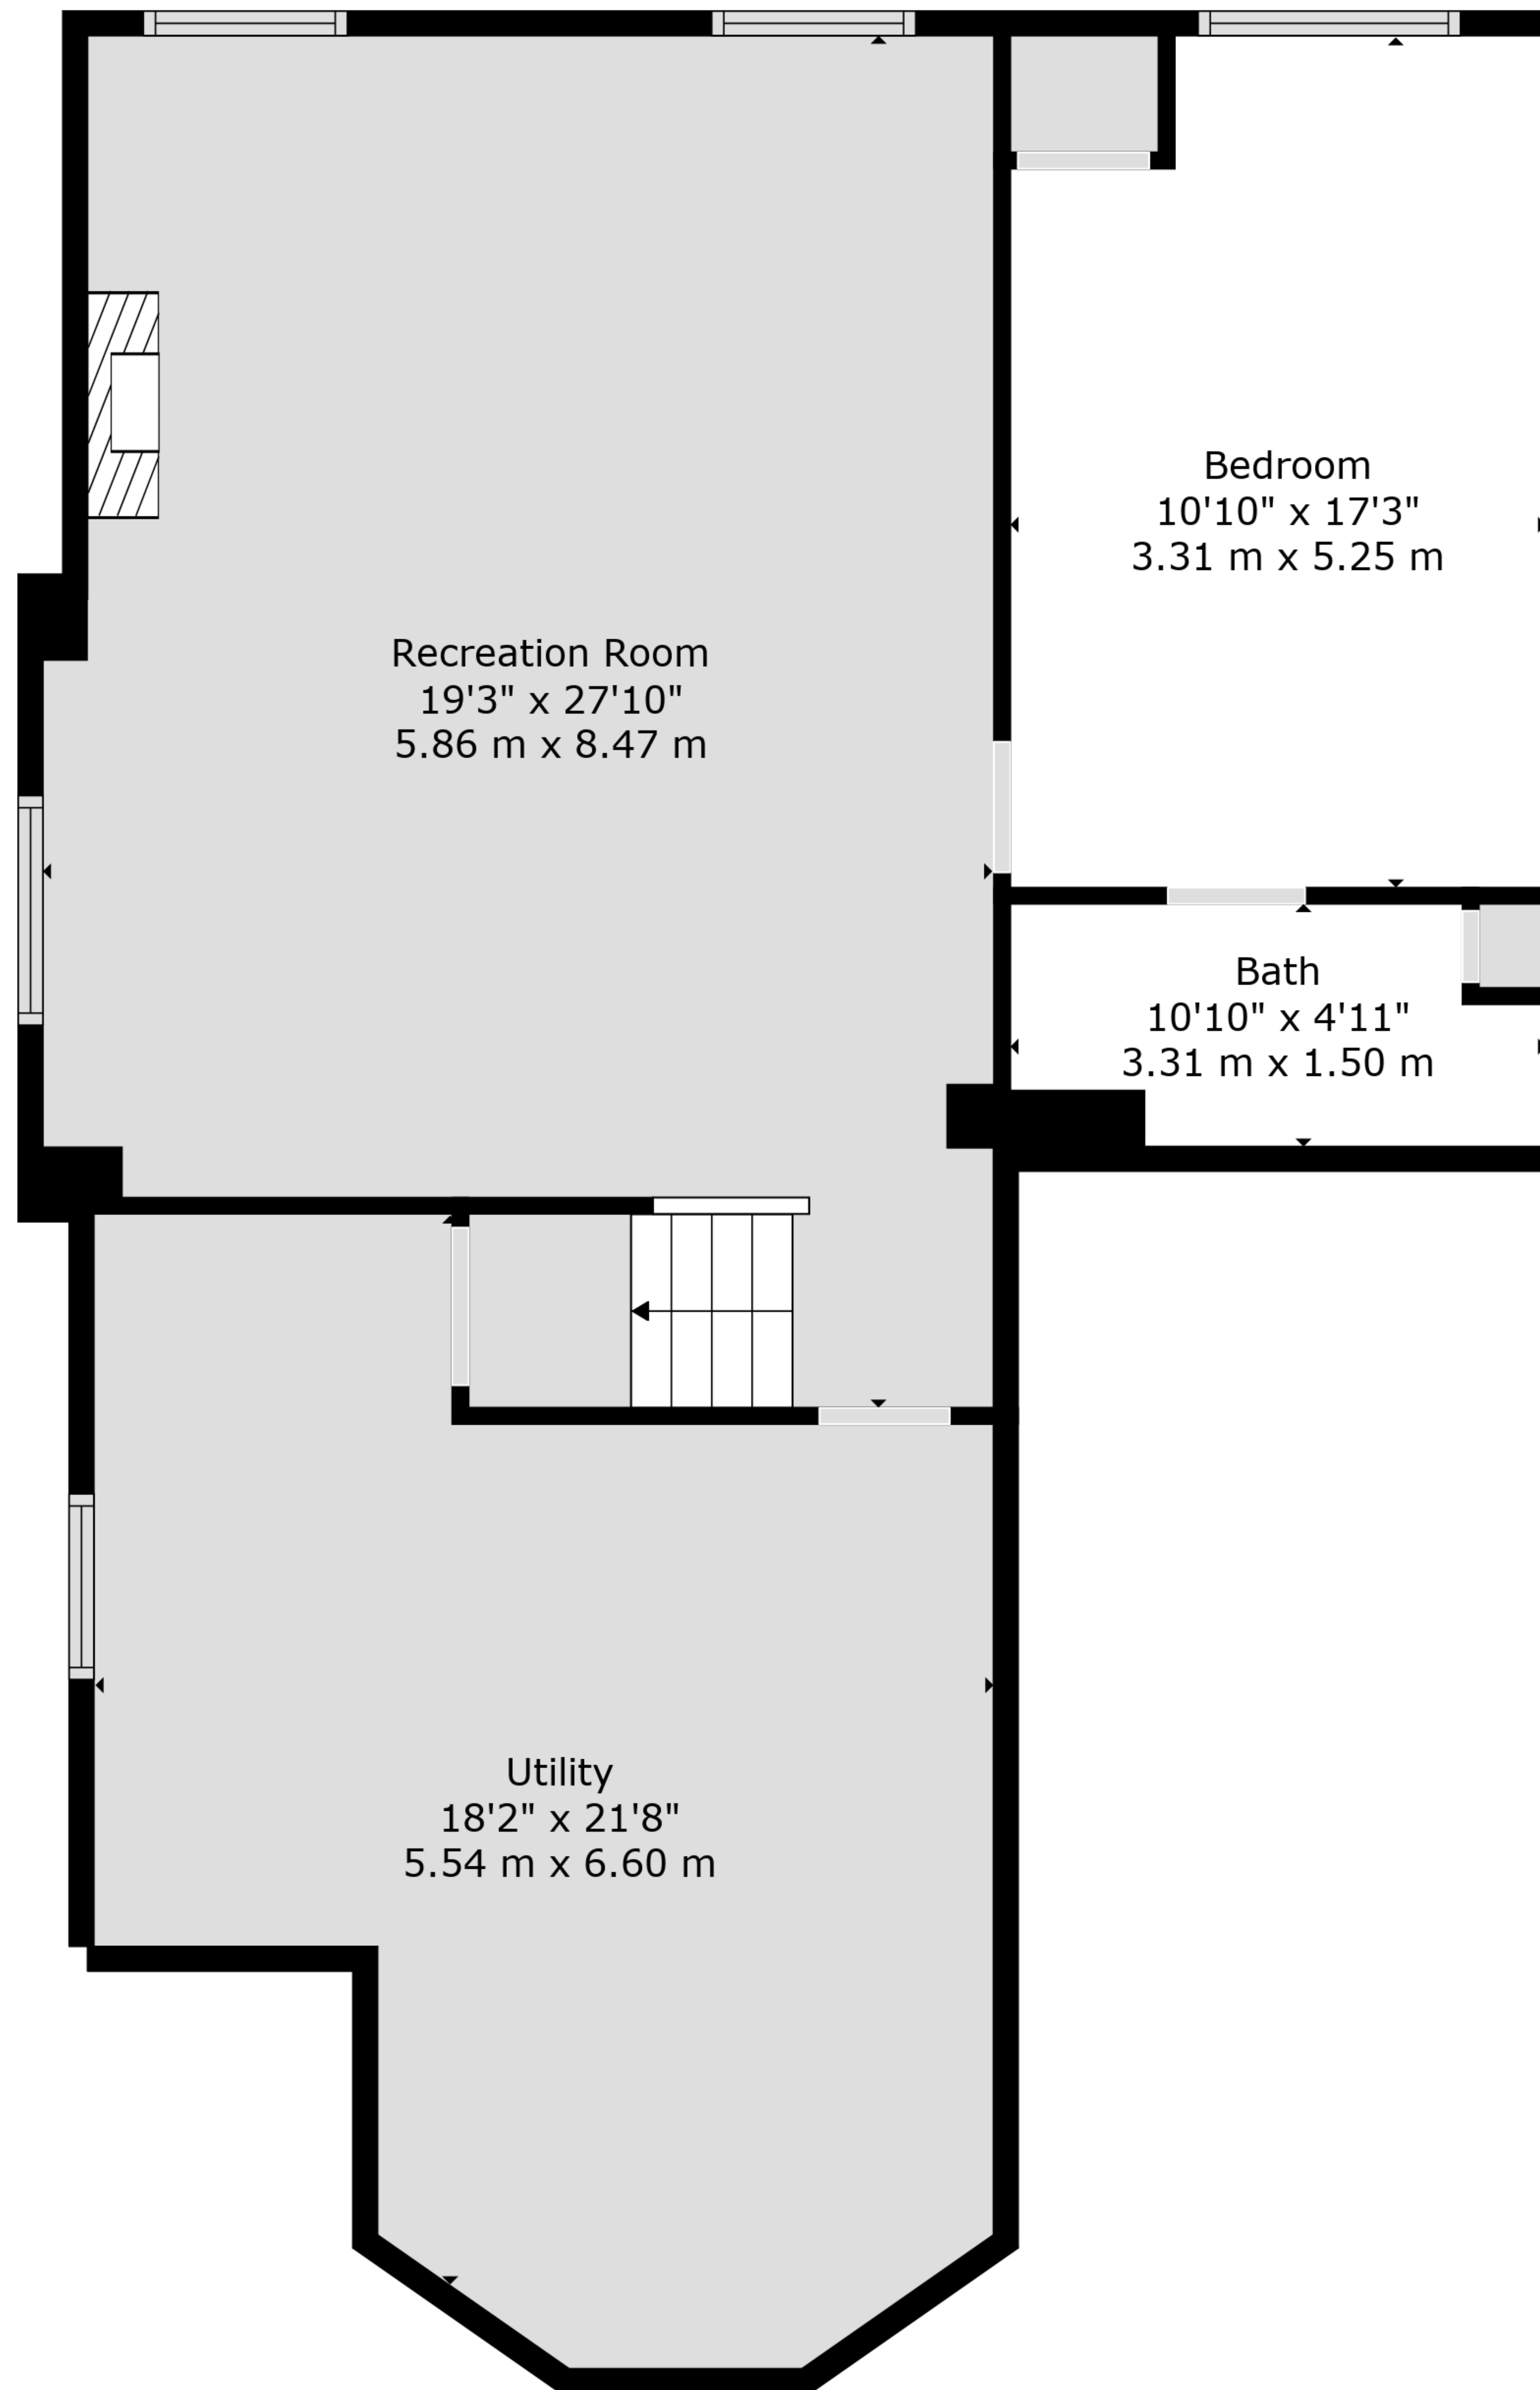 Bedroom
10'10" x 17'3"
3.31 m x 5.25 m
Recreation Room
19'3" x 27'10"
5.86 m x 8.47 m
Bath
10'10" x 4'11"
3.31 m x 1.50 m
Utility
18'2" x 21'8"
5.54 m x 6.60 m